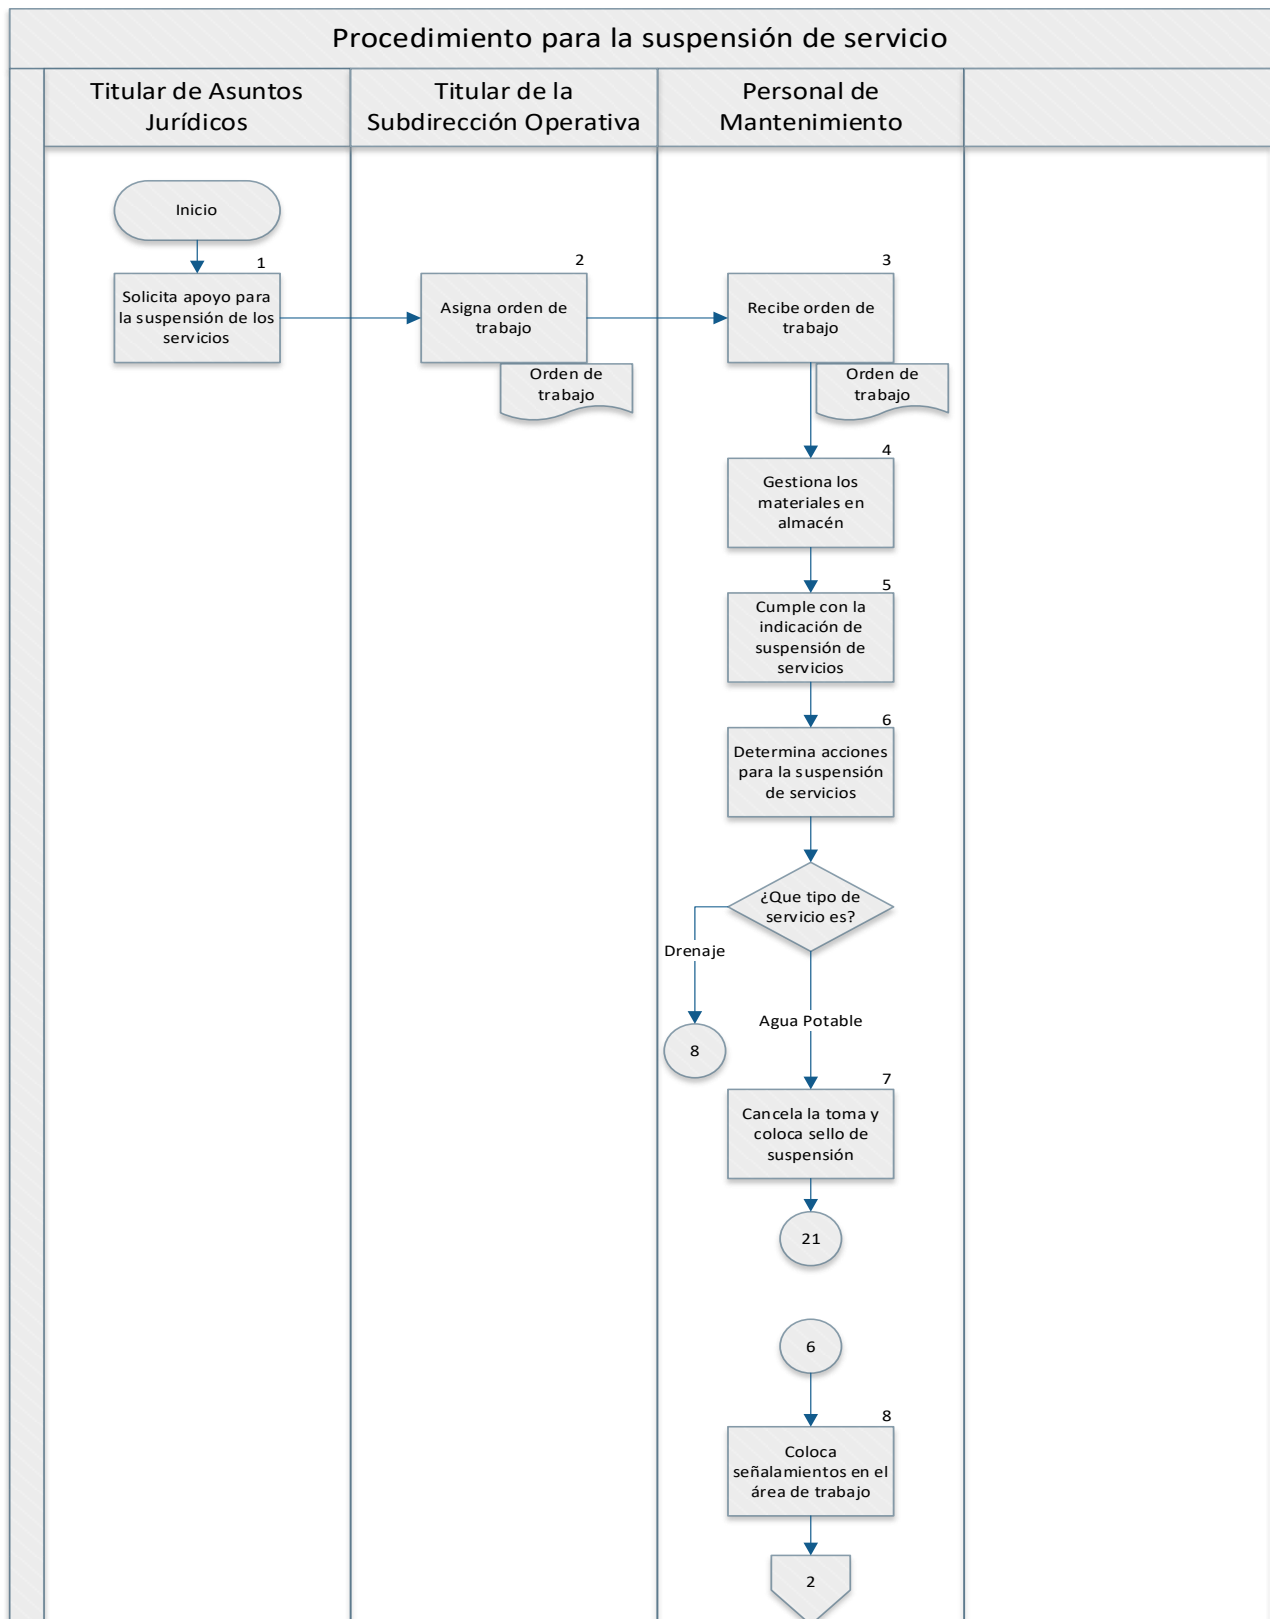 Procedimiento para la suspensión de servicio
Titular de Asuntos
Jurídicos
Titular de la
Subdirección Operativa
Personal de
Mantenimiento
Inicio
1
Solicita apoyo para
la suspensión de los
servicios
2
Asigna orden de
trabajo
Orden de
trabajo
3
Recibe orden de
trabajo
Orden de
trabajo
4
Gestiona los
materiales en
almacén
5
Cumple con la
indicación de
suspensión de
servicios
6
Determina acciones
para la suspensión
de servicios
¿Que tipo de
servicio es?
Drenaje
8
Agua Potable
7
Cancela la toma y
coloca sello de
suspensión
21
6
8
Coloca
señalamientos en el
área de trabajo
2